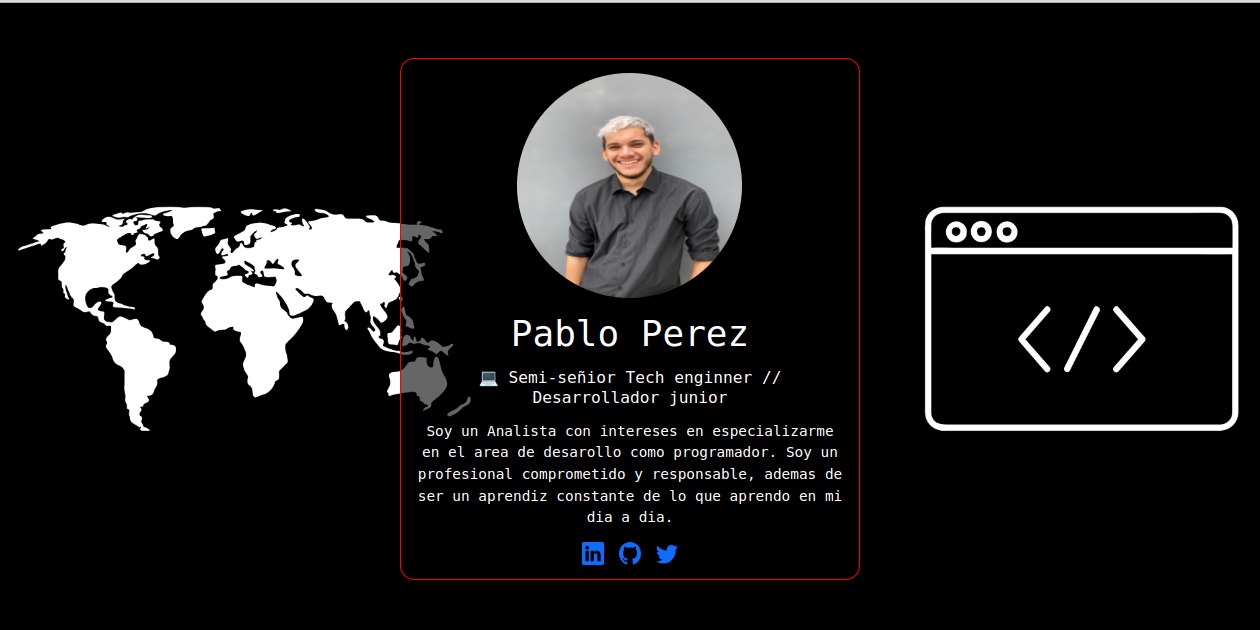 Pablo Perez
💻 Semi-señior Tech enginner //
Desarrollador junior
Soy un Analista con intereses en especializarme
en el area de desarollo como programador. Soy un
profesional comprometido y responsable, ademas de
ser un aprendiz constante de lo que aprendo en mi
dia a dia.